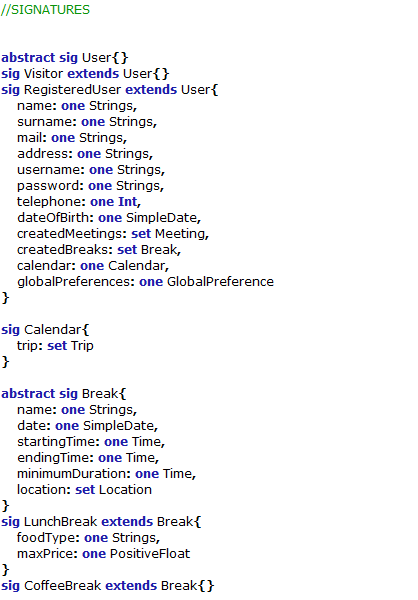 //SIGNATURES
abstract sig User{}
sig Visitor extends User{}
sig RegisteredUser extends User{
name: one Strings,
surname: one Strings,
mail: one Strings,
address: one Strings,
username: one Strings,
password: one Strings,
telephone: one Int,
dateOfBirth: one SimpleDate,
createdMeetings: set Meeting,
createdBreaks: set Break,
calendar: one Calendar,
globalPreferences: one GlobalPreference
}
sig Calendar{
trip: set Trip
}
abstract sig Break{
name: one Strings,
date: one SimpleDate,
startingTime: one Time,
endingTime: one Time,
minimumDuration: one Time,
location: set Location
}
sig LunchBreak extends Break{
foodType: one Strings,
maxPrice: one PositiveFloat
}
sig CoffeeBreak extends Break{}